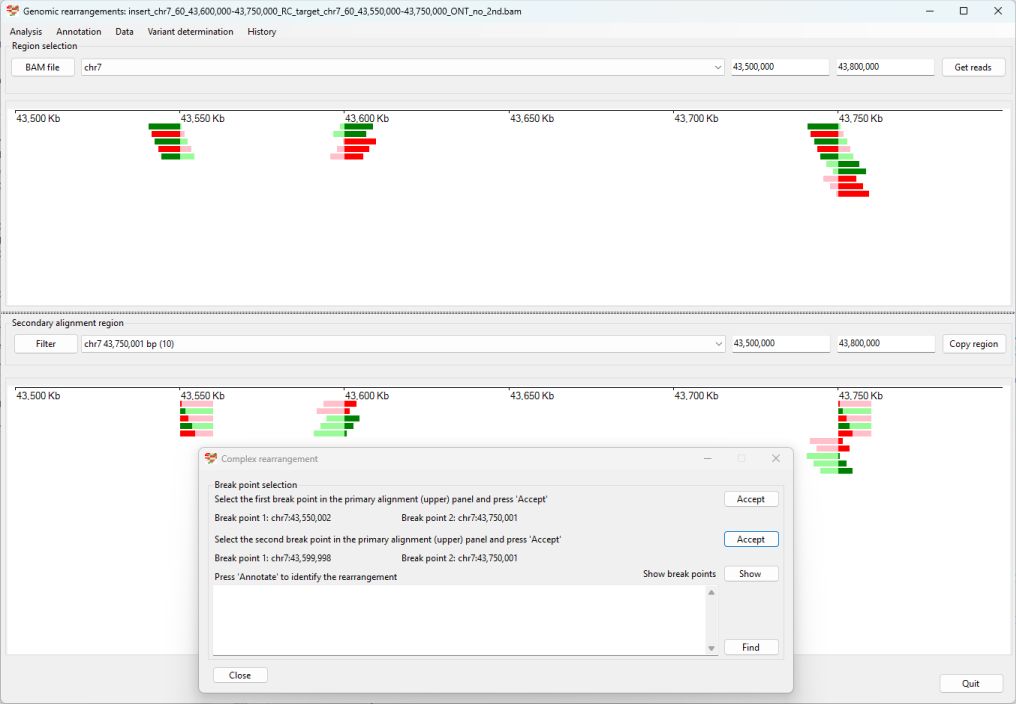 Genomic rearrangements: insert_chr7_60_43,600,000-43,750,000_RC_target_chr7_60_43,550,000-43,750,000_ONT_no_2nd.bam
Analysis Annotation Data Variant determination History
Region selection
BAM file chr7 43,500,000 43,800,000 Get reads
43,500 Kb 43,550 Kb 43,600 Kb 43,650 Kb 43,700 Kb 43,750 Kb
Secondary alignment region
Filter chr7 43,750,001 bp (10) 43,500,000 43,800,000 Copy region
43,500 Kb 43,550 Kb 43,600 Kb 43,650 Kb 43,700 Kb 43,750 Kb
Complex rearrangement
Break point selection
Select the first break point in the primary alignment (upper) panel and press 'Accept' Accept
Break point 1: chr7:43,550,002 Break point 2: chr7:43,750,001
Select the second break point in the primary alignment (upper) panel and press 'Accept' Accept
Break point 1: chr7:43,599,998 Break point 2: chr7:43,750,001
Press 'Annotate' to identify the rearrangement Show break points Show
Find
Close
Quit